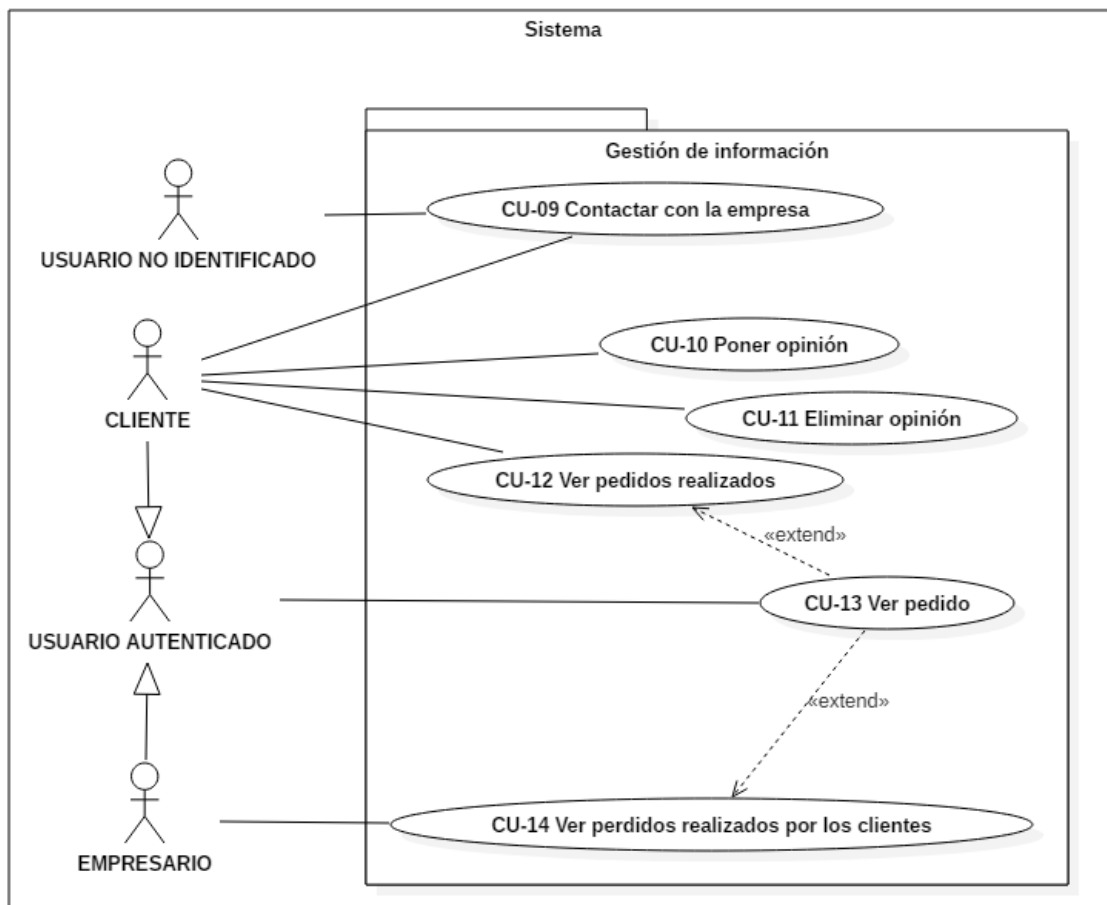 Sistema
Gestión de información
CU-09 Contactar con la empresa
USUARIO NO IDENTIFICADO
CU-10 Poner opinión
CLIENTE
CU-11 Eliminar opinión
CU-12 Ver pedidos realizados
«extend»
CU-13 Ver pedido
USUARIO AUTENTICADO
«extend»
CU-14 Ver perdidos realizados por los clientes
EMPRESARIO